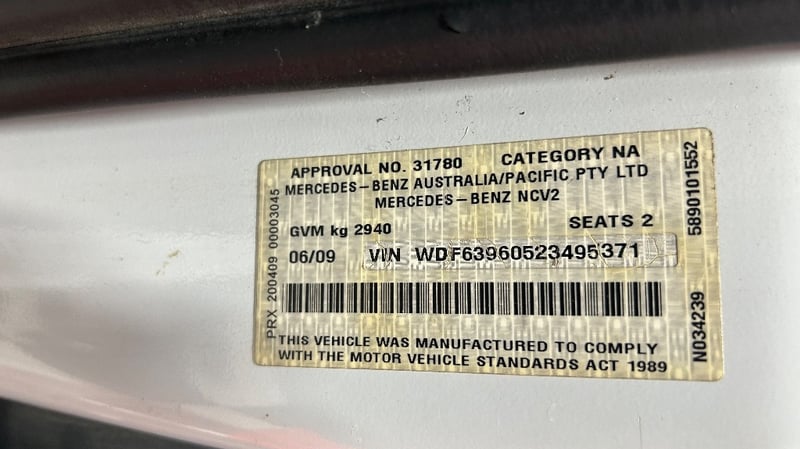 APPROVAL NO. 31780 CATEGORY NA
MERCEDES-BENZ AUSTRALIA/PACIFIC PTY LTD
MERCEDES-BENZ NCV2
GVM kg 2940 SEATS 2
06/09 VIN WDF63960523495371
THIS VEHICLE WAS MANUFACTURED TO COMPLY
WITH THE MOTOR VEHICLE STANDARDS ACT 1989
PRX 200409 00003045
5890101552
N034239